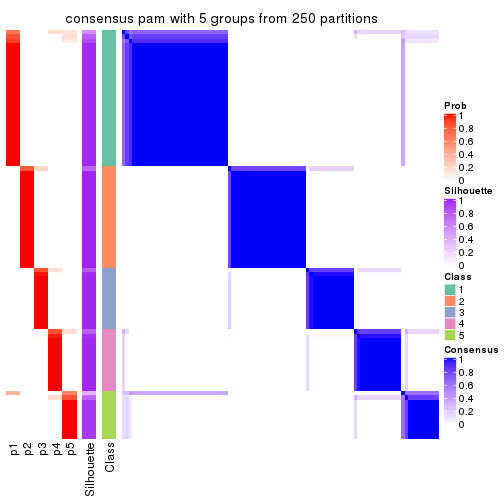 consensus pam with 5 groups from 250 partitions
Prob
1
0.8
0.6
0.4
0.2
0
Silhouette
1
0.8
0.6
0.4
0.2
0
Class
1
2
3
4
5
Consensus
1
0.8
0.6
0.4
0.2
0
p1
p2
p3
p4
p5
Silhouette
Class